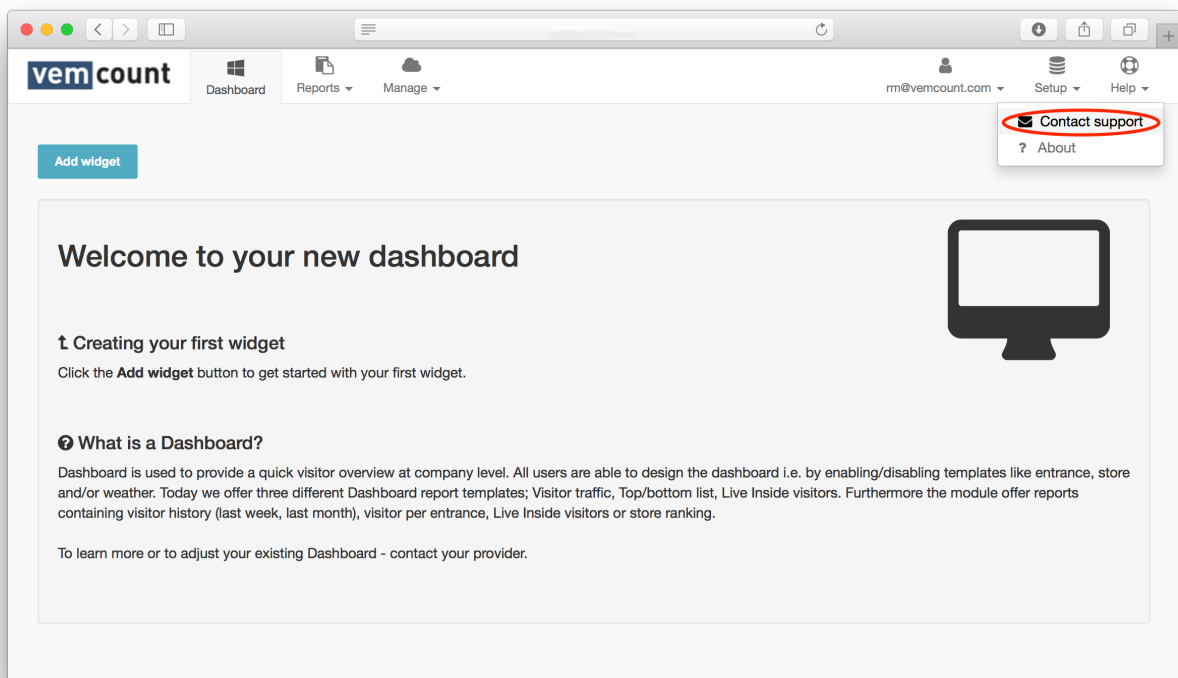 vemcount
Dashboard
Reports
Manage
rm@vemcount.com
Setup
Help
Contact support
? About
Add widget
Welcome to your new dashboard
Creating your first widget
Click the Add widget button to get started with your first widget.
What is a Dashboard?
Dashboard is used to provide a quick visitor overview at company level. All users are able to design the dashboard i.e. by enabling/disabling templates like entrance, store
and/or weather. Today we offer three different Dashboard report templates; Visitor traffic, Top/bottom list, Live Inside visitors. Furthermore the module offer reports
containing visitor history (last week, last month), visitor per entrance, Live Inside visitors or store ranking.
To learn more or to adjust your existing Dashboard - contact your provider.